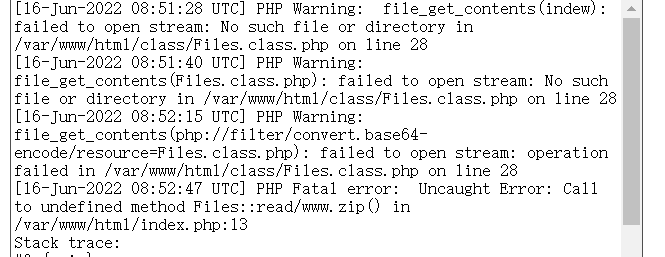 [16-Jun-2022 08:51:28 UTC] PHP Warning:  file_get_contents(indew):
failed to open stream: No such file or directory in
/var/www/html/class/Files.class.php on line 28
[16-Jun-2022 08:51:40 UTC] PHP Warning:
file_get_contents(Files.class.php): failed to open stream: No such
file or directory in /var/www/html/class/Files.class.php on line 28
[16-Jun-2022 08:52:15 UTC] PHP Warning:
file_get_contents(php://filter/convert.base64-
encode/resource=Files.class.php): failed to open stream: operation
failed in /var/www/html/class/Files.class.php on line 28
[16-Jun-2022 08:52:47 UTC] PHP Fatal error:  Uncaught Error: Call
to undefined method Files::read/www.zip() in
/var/www/html/index.php:13
Stack trace: